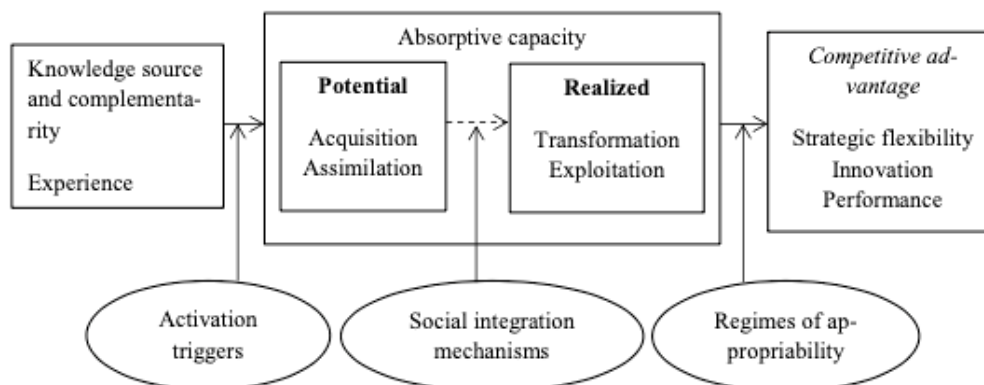 Knowledge source
and complementa-
rity
Experience
Absorptive capacity
Potential
Acquisition
Assimilation
Realized
Transformation
Exploitation
Competitive ad-
vantage
Strategic flexibility
Innovation
Performance
Activation
triggers
Social integration
mechanisms
Regimes of ap-
propriability